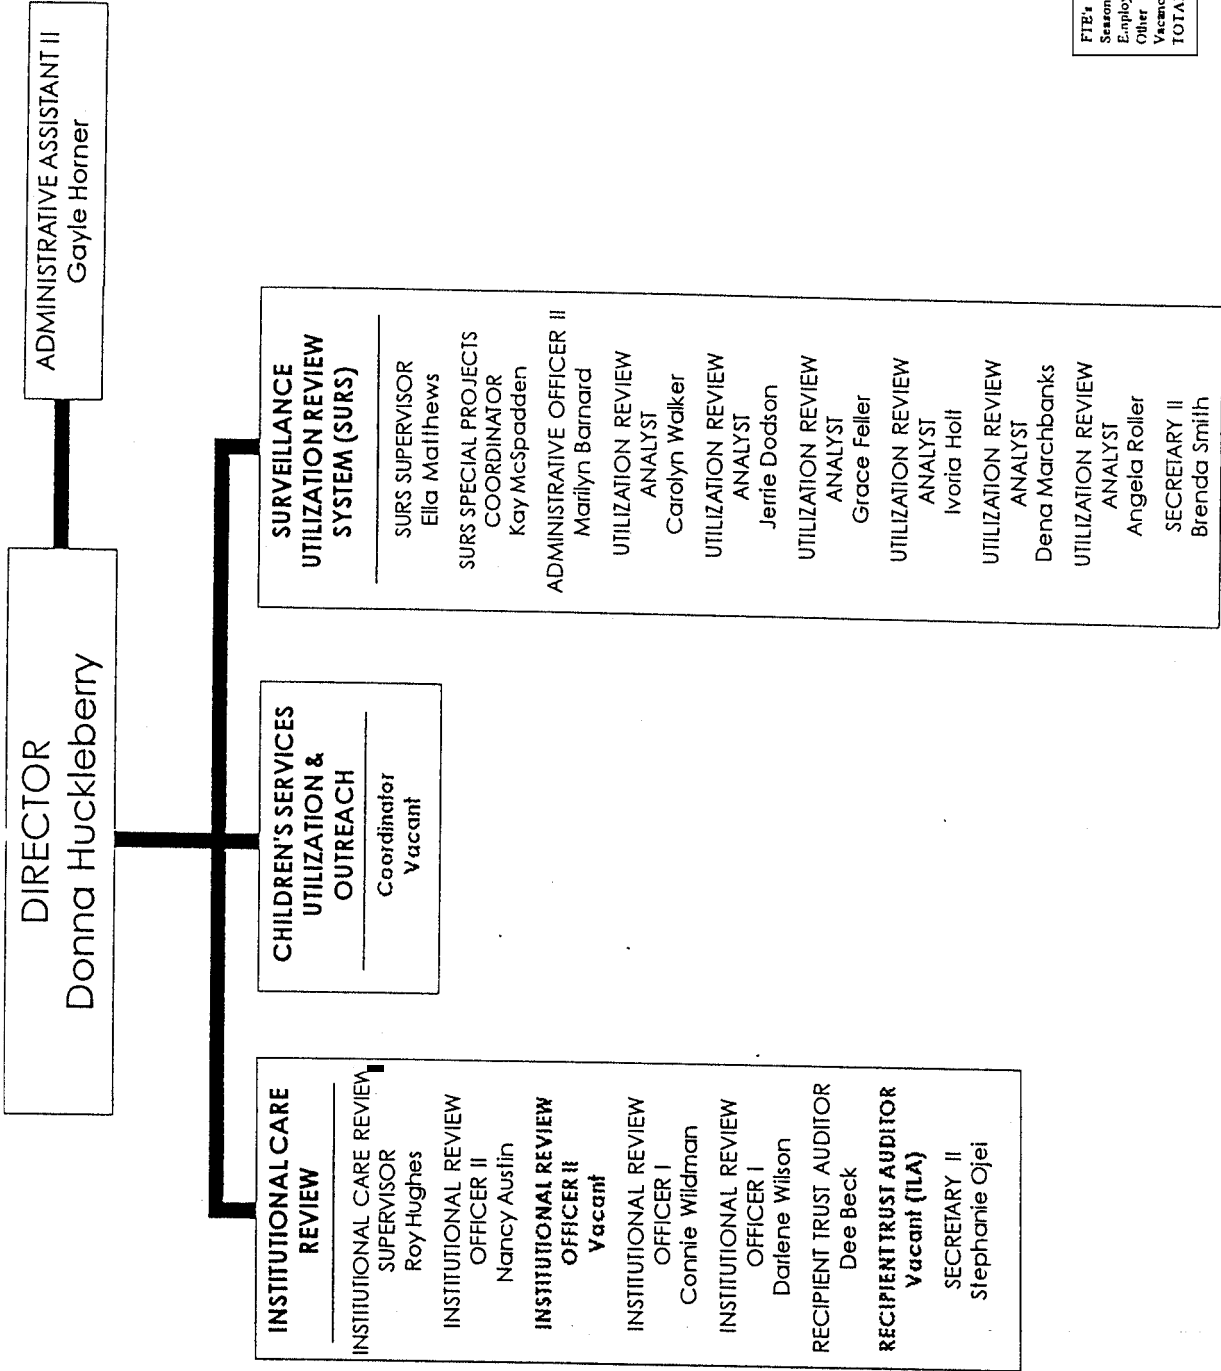 DIRECTOR
Donna Huckleberry
ADMINISTRATIVE ASSISTANT II
Gayle Horner
INSTITUTIONAL CARE
REVIEW
INSTITUTIONAL CARE REVIEW
SUPERVISOR
Roy Hughes
INSTITUTIONAL REVIEW
OFFICER II
Nancy Austin
INSTITUTIONAL REVIEW
OFFICER II
Vacant
INSTITUTIONAL REVIEW
OFFICER I
Connie Wildman
INSTITUTIONAL REVIEW
OFFICER I
Darlene Wilson
RECIPIENT TRUST AUDITOR
Dee Beck
RECIPIENT TRUST AUDITOR
Vacant (ILA)
SECRETARY II
Stephanie Ojei
CHILDREN'S SERVICES
UTILIZATION &
OUTREACH
Coordinator
Vacant
SURVEILLANCE
UTILIZATION REVIEW
SYSTEM (SURS)
SURS SUPERVISOR
Ella Matthews
SURS SPECIAL PROJECTS
COORDINATOR
Kay McSpadden
ADMINISTRATIVE OFFICER II
Marilyn Barnard
UTILIZATION REVIEW
ANALYST
Carolyn Walker
UTILIZATION REVIEW
ANALYST
Jerrie Dodson
UTILIZATION REVIEW
ANALYST
Grace Feller
UTILIZATION REVIEW
ANALYST
Ivoria Holt
UTILIZATION REVIEW
ANALYST
Dena Marchbanks
UTILIZATION REVIEW
ANALYST
Angela Roller
SECRETARY II
Brenda Smith
FTE's
Season
Employ
Other
Vacanc
TOTA